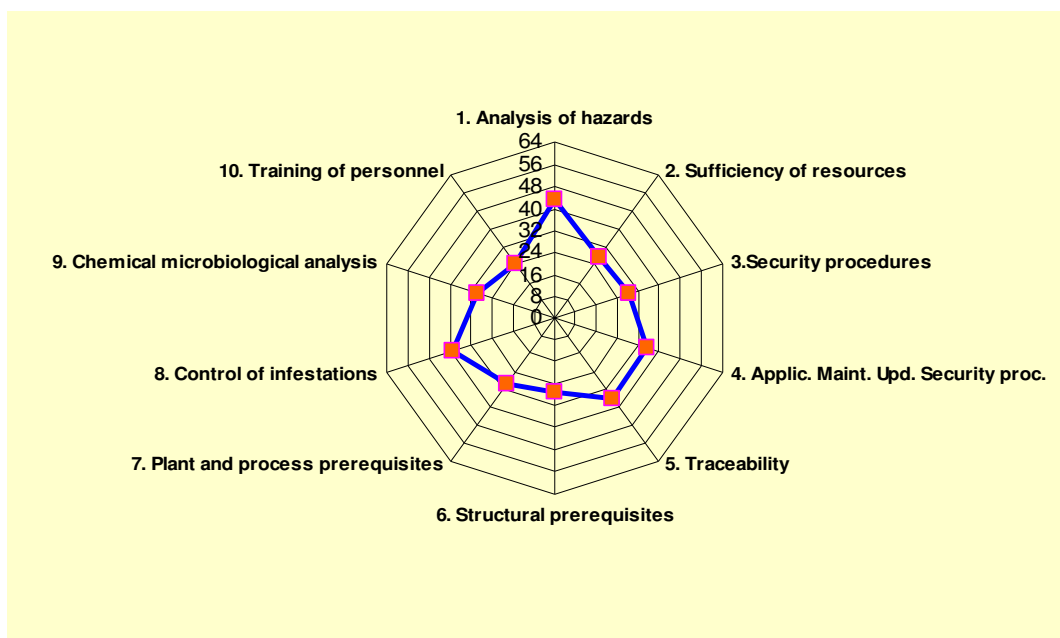 1. Analysis of hazards
64
56
48
40
32
24
16
8
0
2. Sufficiency of resources
3.Security procedures
4. Applic. Maint. Upd. Security proc.
5. Traceability
6. Structural prerequisites
7. Plant and process prerequisites
8. Control of infestations
9. Chemical microbiological analysis
10. Training of personnel